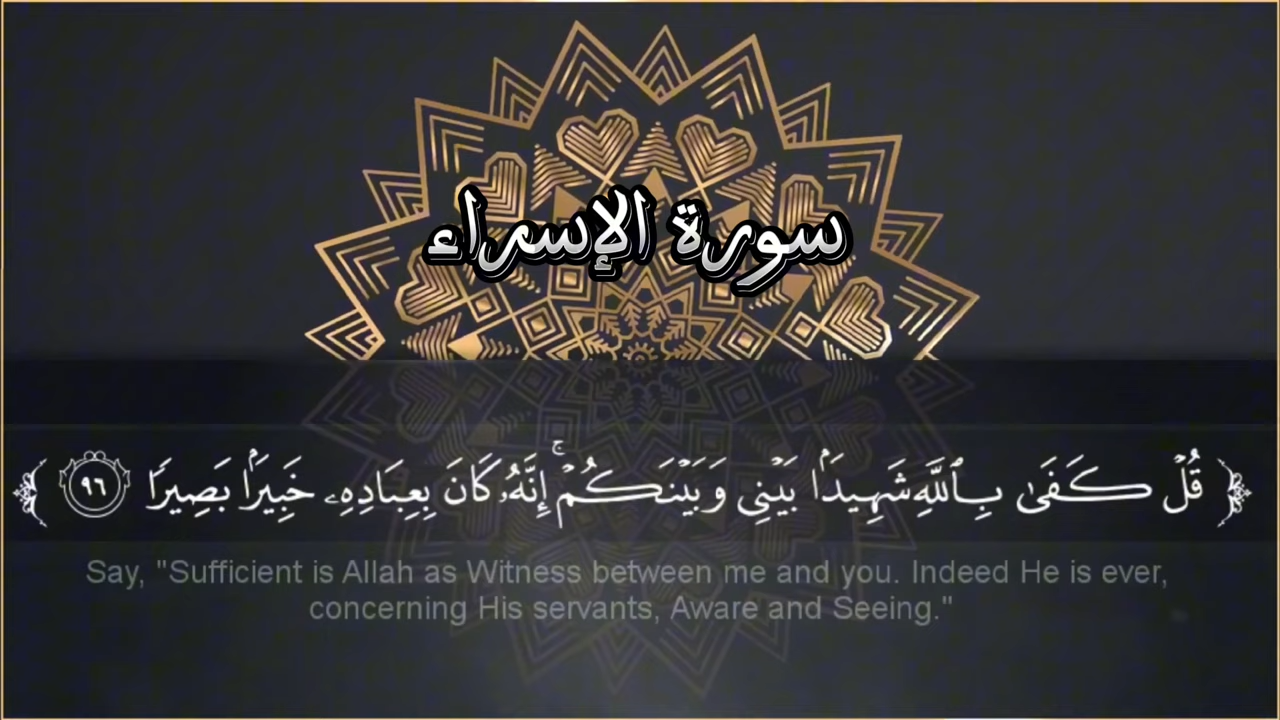 سورة الإسراء
قُلْ كَفَىٰ بِٱللَّهِ شَهِيدَۢا بَيْنِى وَبَيْنَكُمْ ۚ إِنَّهُۥ كَانَ بِعِبَادِهِۦ خَبِيرَۢا بَصِيرًا ٩٦
Say, "Sufficient is Allah as Witness between me and you. Indeed He is ever,
concerning His servants, Aware and Seeing."